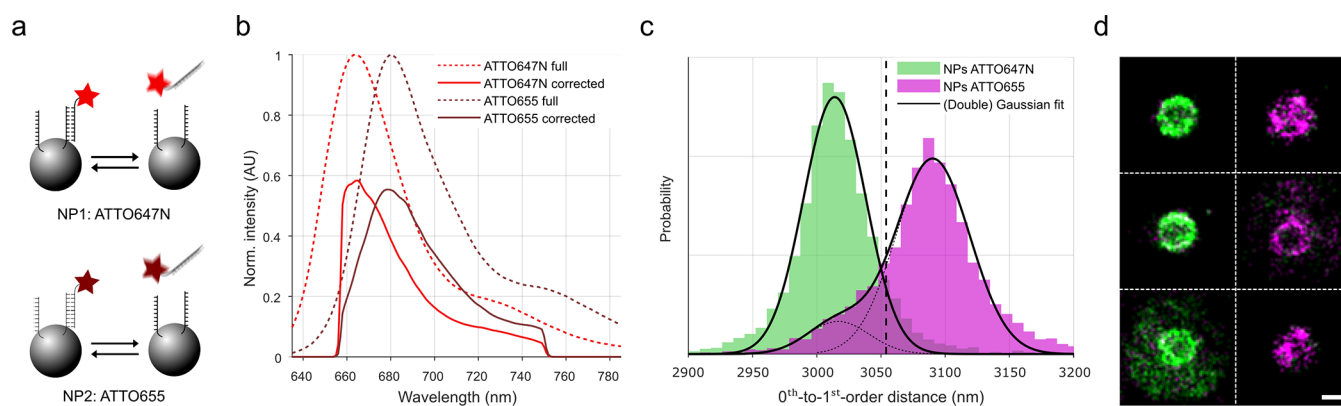 a
NP1: ATTO647N
NP2: ATTO655
b
Norm. intensity (AU)
1
0.8
0.6
0.4
0.2
0
640 660 680 700 720 740 760 780
Wavelength (nm)
ATTO647N full
ATTO647N corrected
ATTO655 full
ATTO655 corrected
c
Probability
NPs ATTO647N
NPs ATTO655
(Double) Gaussian fit
2900 2950 3000 3050 3100 3150 3200
0th-to-1st-order distance (nm)
d